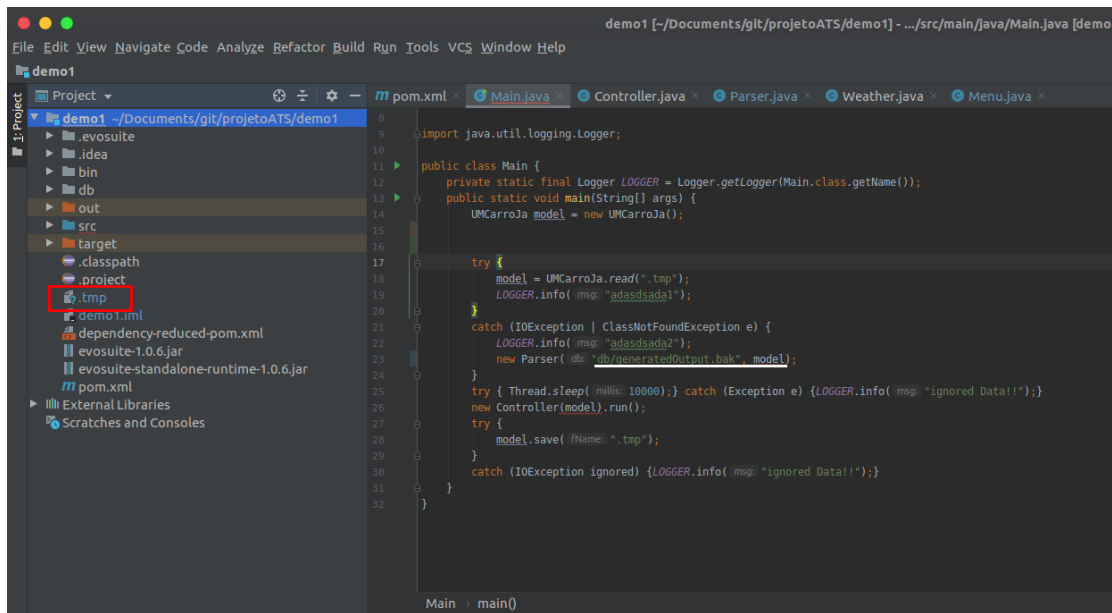 demo1 [~/Documents/git/projetoATS/demo1] - .../src/main/java/Main.java [demo
File Edit View Navigate Code Analyze Refactor Build Run Tools VCS Window Help
demo1
1: Project
Project
pom.xml Main.java Controller.java Parser.java Weather.java Menu.java
demo1 ~/Documents/git/projetoATS/demo1
.evosuite
.idea
bin
db
out
src
target
.classpath
.project
.tmp
demo1.iml
dependency-reduced-pom.xml
evosuite-1.0.6.jar
evosuite-standalone-runtime-1.0.6.jar
pom.xml
External Libraries
Scratches and Consoles
8
9 import java.util.logging.Logger;
10
11 public class Main {
12 private static final Logger LOGGER = Logger.getLogger(Main.class.getName());
13 public static void main(String[] args) {
14 UMCarroJa model = new UMCarroJa();
15
16
17 try {
18 model = UMCarroJa.read(".tmp");
19 LOGGER.info( msg: "adasdsada1");
20 }
21 catch (IOException | ClassNotFoundException e) {
22 LOGGER.info( msg: "adasdsada2");
23 new Parser( db: "db/generatedOutput.bak", model);
24 }
25 try { Thread.sleep( millis: 10000);} catch (Exception e) {LOGGER.info( msg: "ignored Data!!");}
26 new Controller(model).run();
27 try {
28 model.save( fName: ".tmp");
29 }
30 catch (IOException ignored) {LOGGER.info( msg: "ignored Data!!");}
31 }
32 }
Main > main()